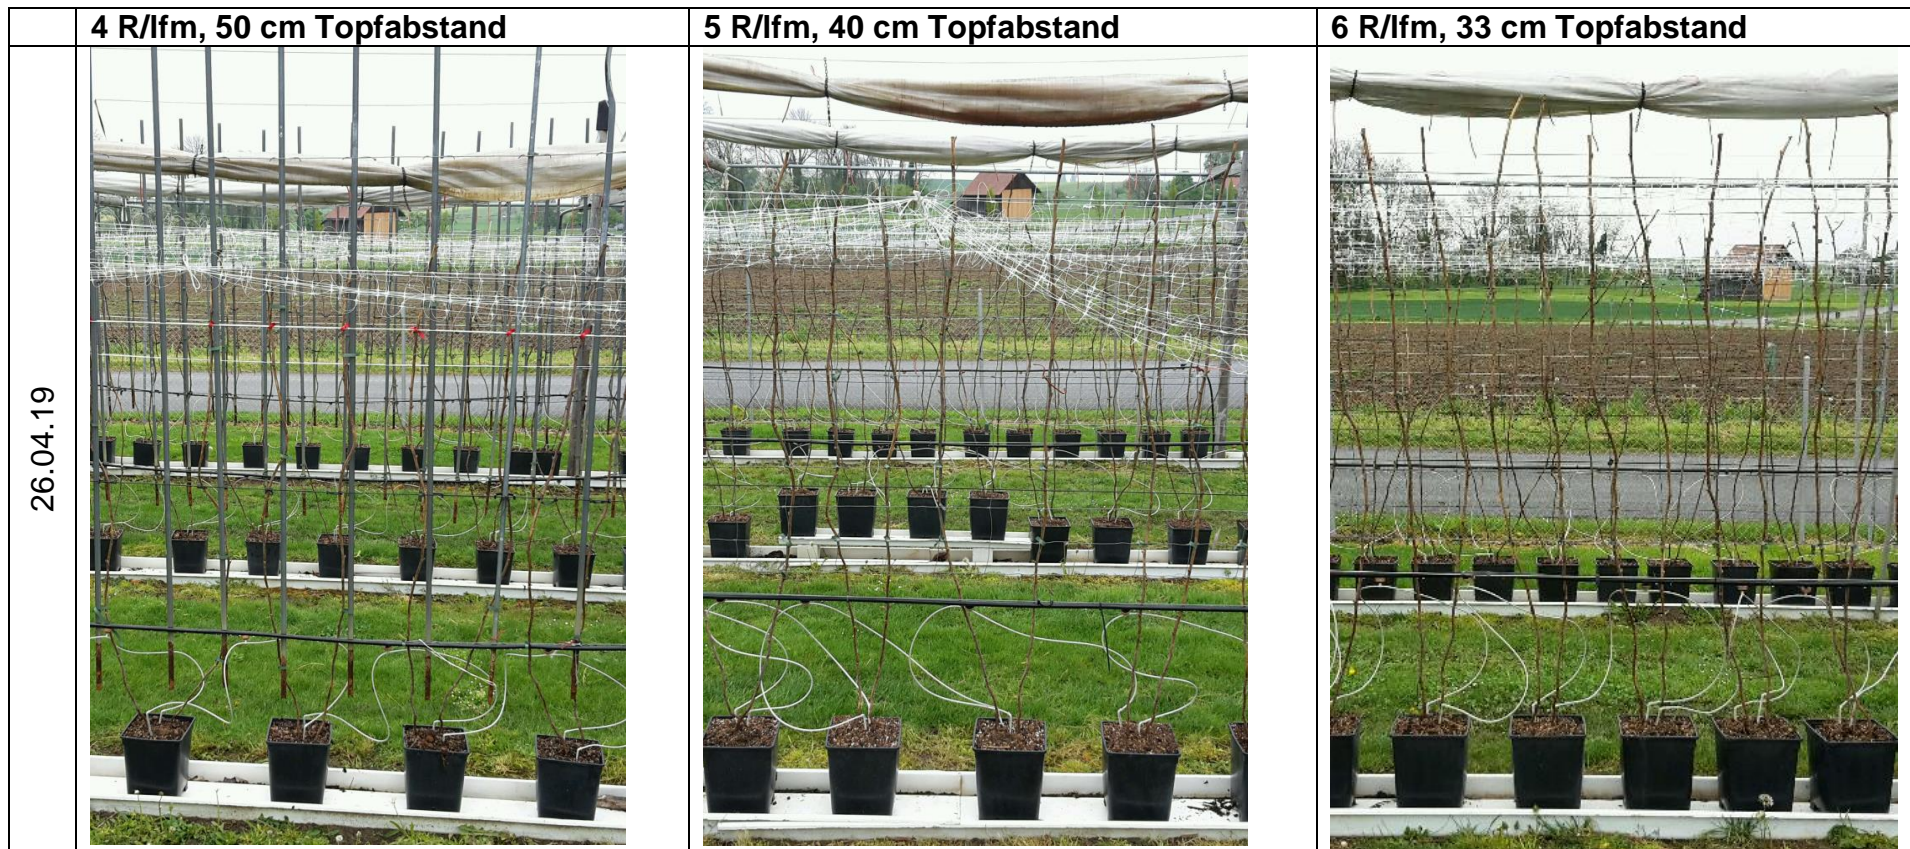 4 R/lfm, 50 cm Topfabstand
5 R/lfm, 40 cm Topfabstand
6 R/lfm, 33 cm Topfabstand
26.04.19